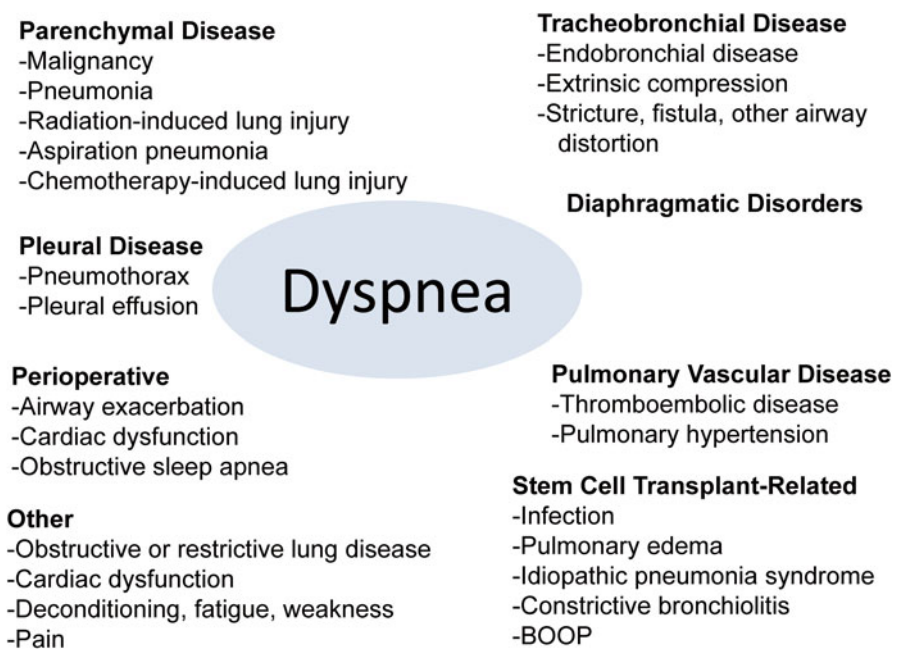 Parenchymal Disease
-Malignancy
-Pneumonia
-Radiation-induced lung injury
-Aspiration pneumonia
-Chemotherapy-induced lung injury
Tracheobronchial Disease
-Endobronchial disease
-Extrinsic compression
-Stricture, fistula, other airway
distortion
Diaphragmatic Disorders
Pleural Disease
-Pneumothorax
-Pleural effusion
Dyspnea
Perioperative
-Airway exacerbation
-Cardiac dysfunction
-Obstructive sleep apnea
Pulmonary Vascular Disease
-Thromboembolic disease
-Pulmonary hypertension
Other
-Obstructive or restrictive lung disease
-Cardiac dysfunction
-Deconditioning, fatigue, weakness
-Pain
Stem Cell Transplant-Related
-Infection
-Pulmonary edema
-Idiopathic pneumonia syndrome
-Constrictive bronchiolitis
-BOOP